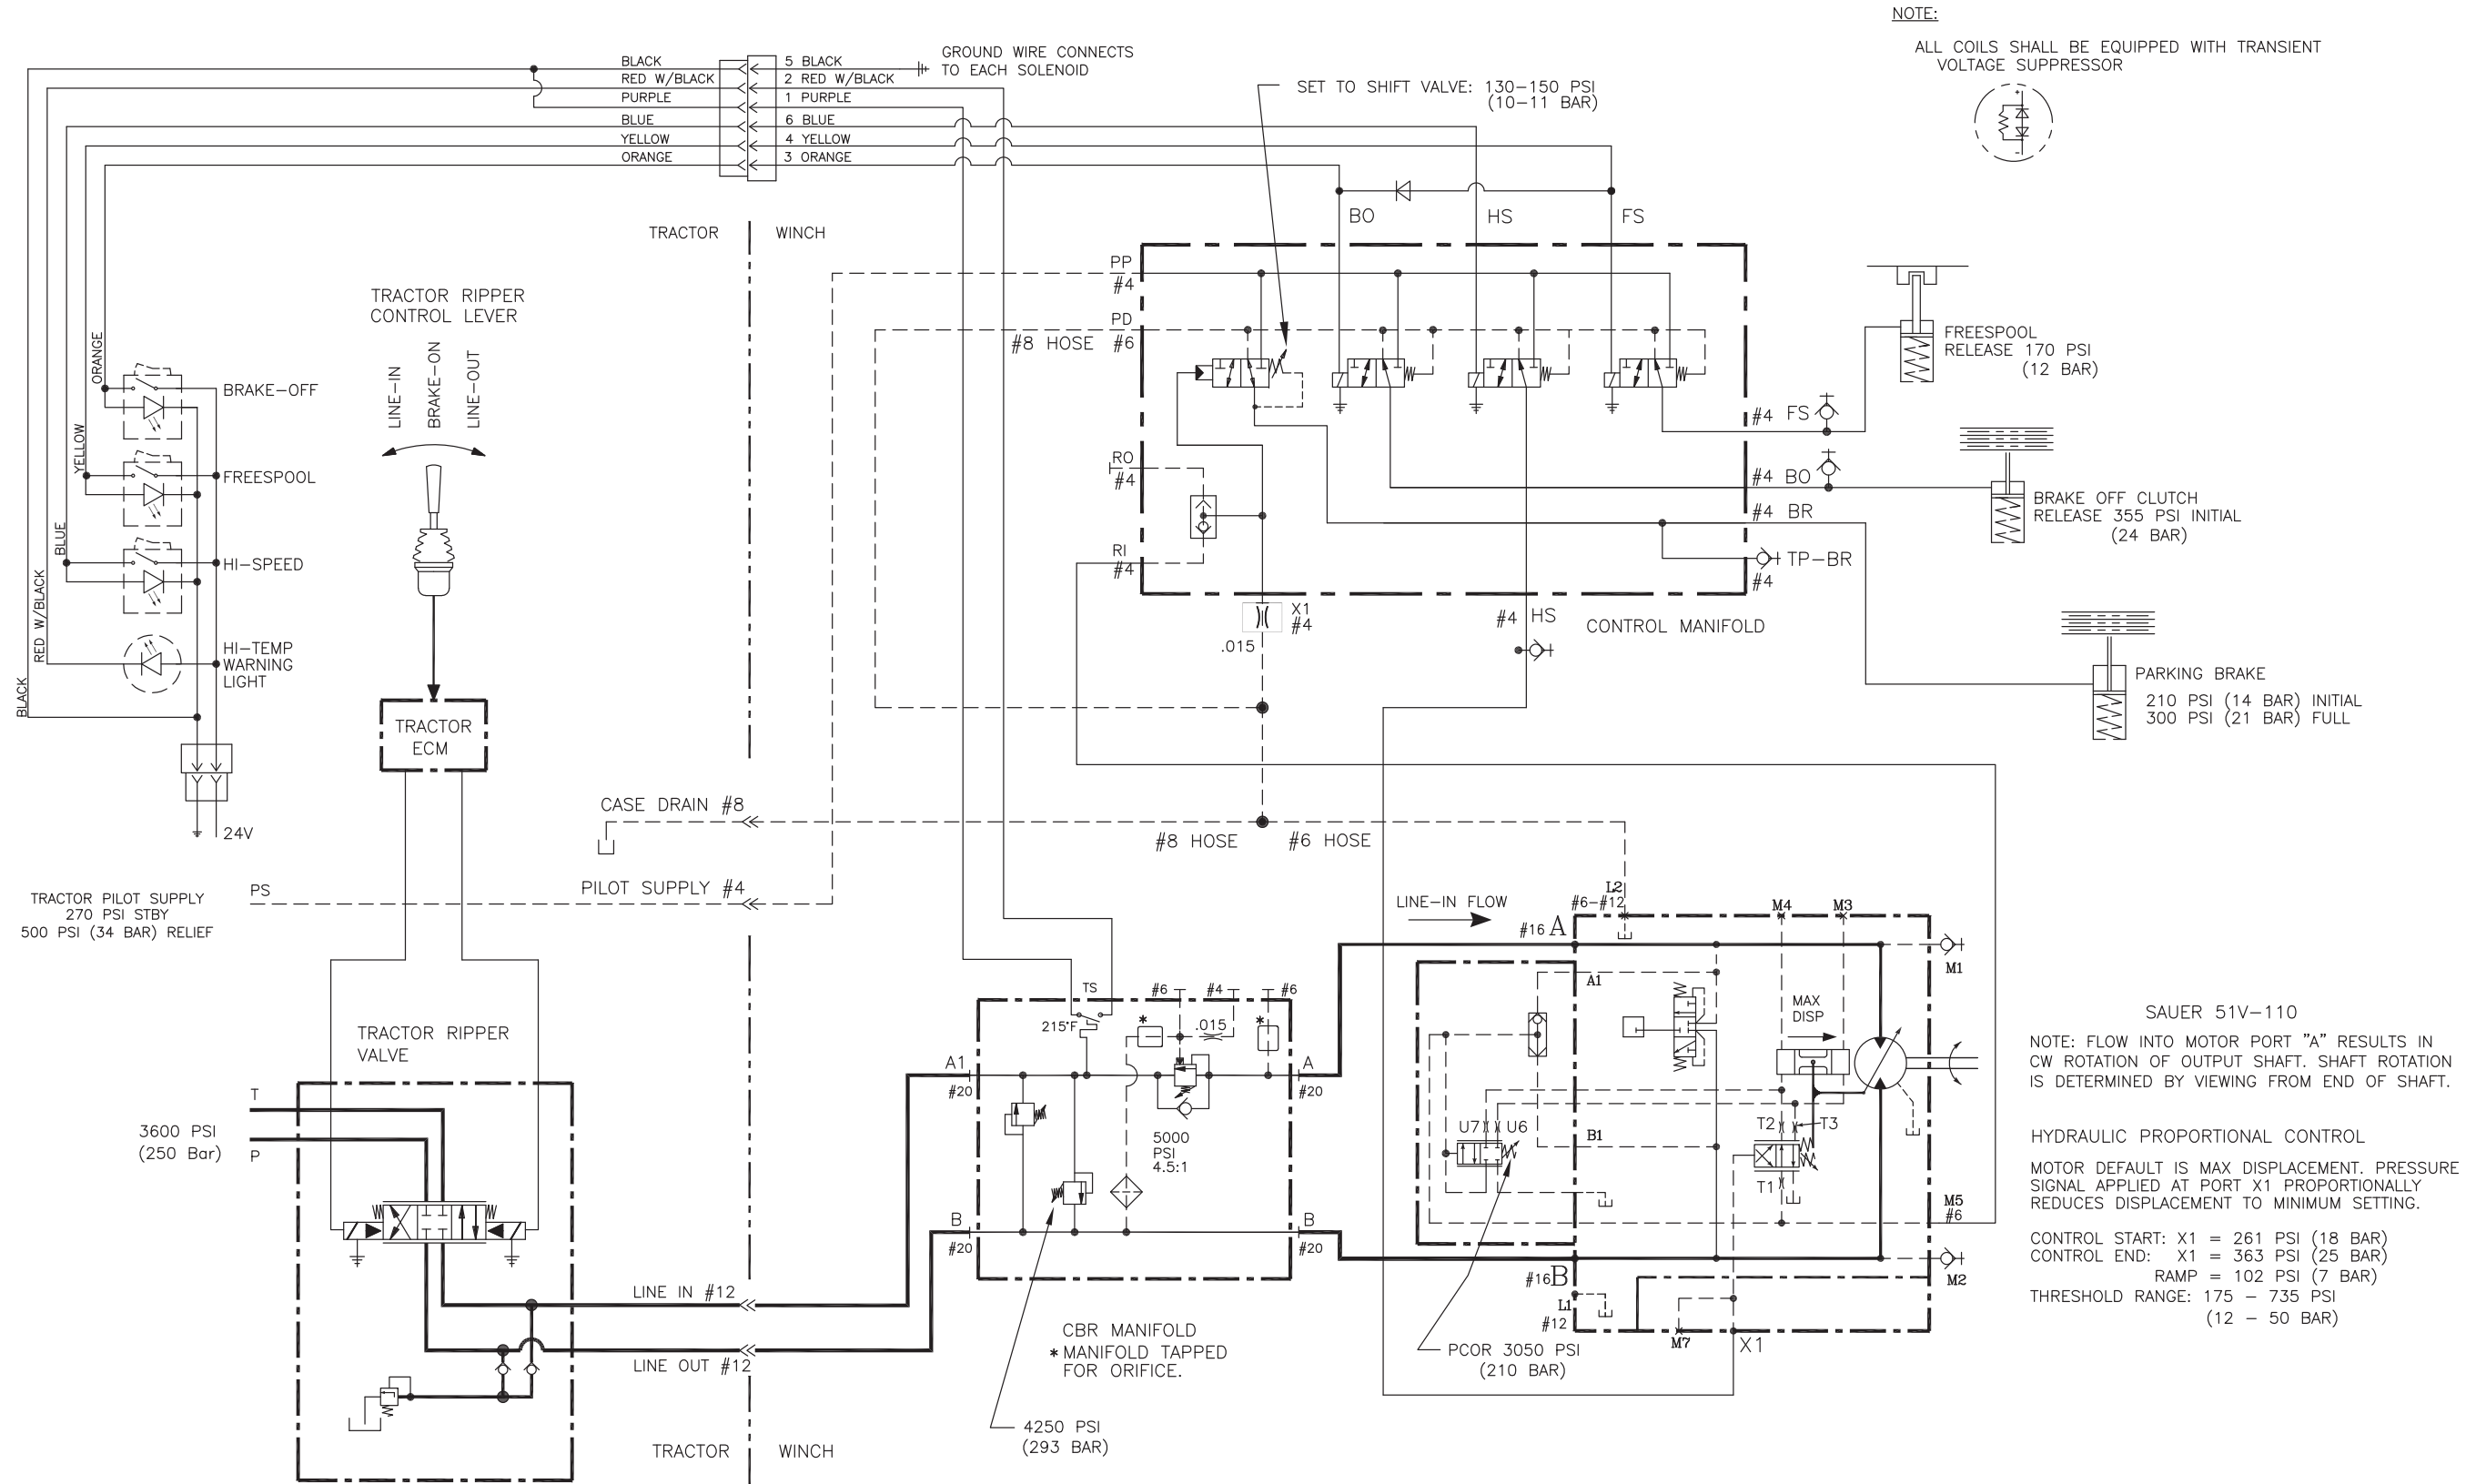 NOTE:
ALL COILS SHALL BE EQUIPPED WITH TRANSIENT
VOLTAGE SUPPRESSOR
+
-
BLACK
RED W/BLACK
PURPLE
BLUE
YELLOW
ORANGE
5 BLACK
2 RED W/BLACK
1 PURPLE
6 BLUE
4 YELLOW
3 ORANGE
GROUND WIRE CONNECTS
TO EACH SOLENOID
SET TO SHIFT VALVE: 130-150 PSI
(10-11 BAR)
BO
HS
FS
TRACTOR
WINCH
TRACTOR RIPPER
CONTROL LEVER
LINE-IN
BRAKE-ON
LINE-OUT
ORANGE
YELLOW
BLUE
RED W/BLACK
BLACK
BRAKE-OFF
FREESPOOL
HI-SPEED
HI-TEMP
WARNING
LIGHT
24V
TRACTOR
ECM
PP
#4
PD
#8 HOSE #6
RO
#4
RI
#4
X1
#4
.015
#4 HS
CONTROL MANIFOLD
#4 FS
#4 BO
#4 BR
TP-BR
#4
FREESPOOL
RELEASE 170 PSI
(12 BAR)
BRAKE OFF CLUTCH
RELEASE 355 PSI INITIAL
(24 BAR)
PARKING BRAKE
210 PSI (14 BAR) INITIAL
300 PSI (21 BAR) FULL
CASE DRAIN #8
#8 HOSE
#6 HOSE
TRACTOR PILOT SUPPLY
270 PSI STBY
500 PSI (34 BAR) RELIEF
PS
PILOT SUPPLY #4
TRACTOR RIPPER
VALVE
T
3600 PSI
(250 Bar)
P
LINE IN #12
LINE OUT #12
TRACTOR
WINCH
TS
215°F
#6
#4
#6
*
.015
*
A1
#20
A
#20
5000
PSI
4.5:1
B
#20
B
#20
CBR MANIFOLD
* MANIFOLD TAPPED
FOR ORIFICE.
4250 PSI
(293 BAR)
LINE-IN FLOW
L2
#6-#12
#16 A
M4
M3
M1
A1
MAX
DISP
U7
U6
B1
T2
T3
T1
M5
#6
#16 B
M2
L1
#12
M7
X1
PCOR 3050 PSI
(210 BAR)
SAUER 51V-110
NOTE: FLOW INTO MOTOR PORT "A" RESULTS IN
CW ROTATION OF OUTPUT SHAFT. SHAFT ROTATION
IS DETERMINED BY VIEWING FROM END OF SHAFT.
HYDRAULIC PROPORTIONAL CONTROL
MOTOR DEFAULT IS MAX DISPLACEMENT. PRESSURE
SIGNAL APPLIED AT PORT X1 PROPORTIONALLY
REDUCES DISPLACEMENT TO MINIMUM SETTING.
CONTROL START: X1 = 261 PSI (18 BAR)
CONTROL END: X1 = 363 PSI (25 BAR)
RAMP = 102 PSI (7 BAR)
THRESHOLD RANGE: 175 - 735 PSI
(12 - 50 BAR)